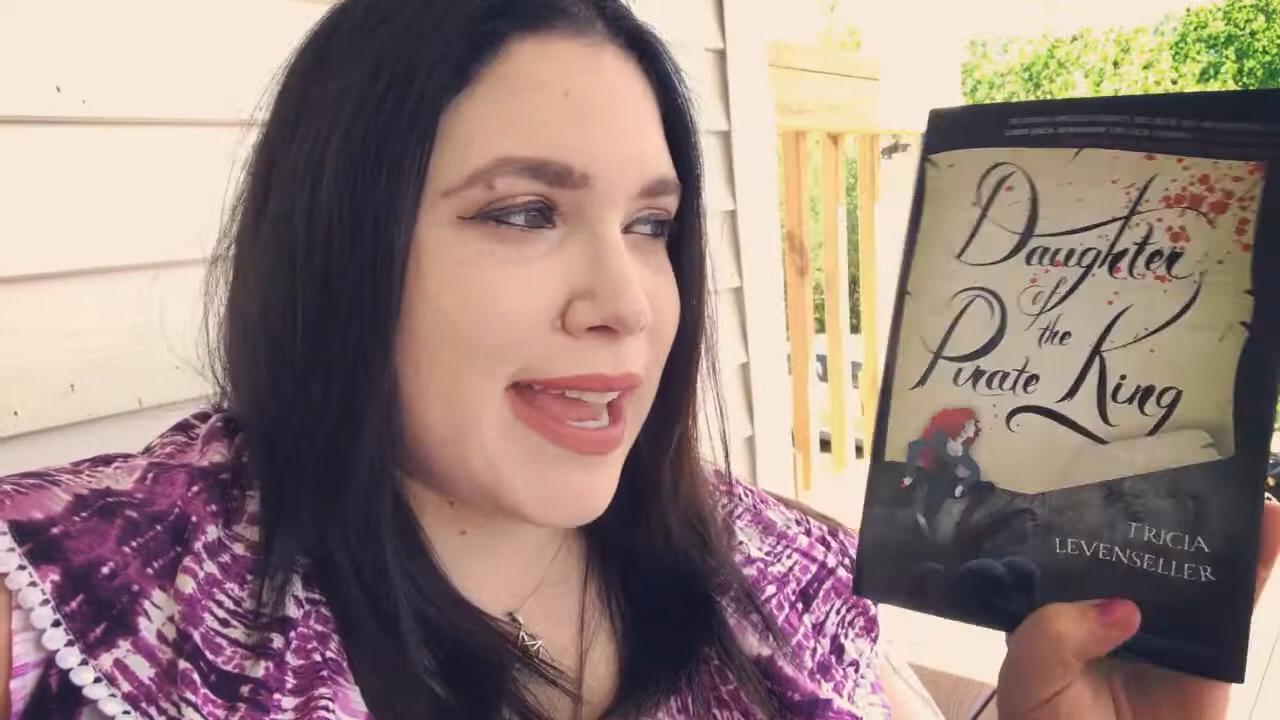 Daughter
of
the
Pirate King
TRICIA
LEVENSELLER